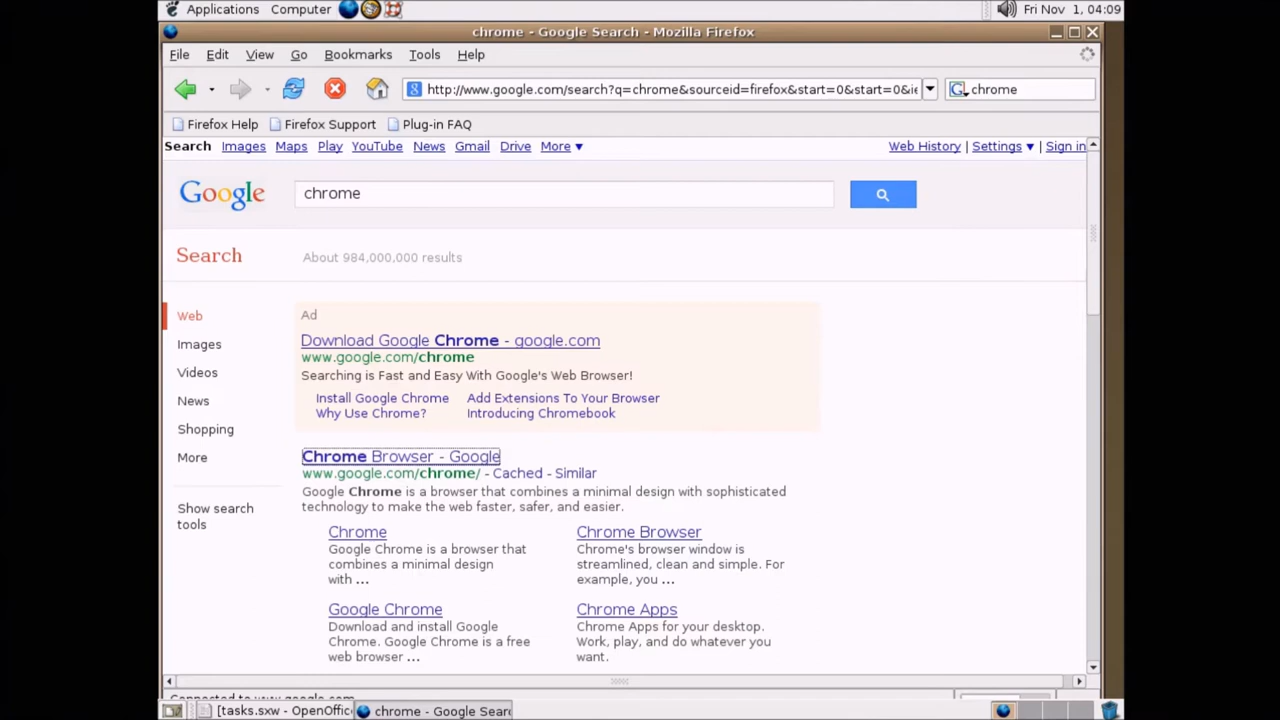 Applications Computer Fri Nov 1, 04:09
chrome - Google Search - Mozilla Firefox
File Edit View Go Bookmarks Tools Help
http://www.google.com/search?q=chrome&sourceid=firefox&start=0&start=0&ie chrome
Firefox Help Firefox Support Plug-in FAQ
Search Images Maps Play YouTube News Gmail Drive More ▼ Web History | Settings ▼ | Sign in
Google chrome
Search About 984,000,000 results
Web
Images
Videos
News
Shopping
More
Show search
tools
Ad
Download Google Chrome - google.com
www.google.com/chrome
Searching is Fast and Easy With Google's Web Browser!
Install Google Chrome Add Extensions To Your Browser
Why Use Chrome? Introducing Chromebook
Chrome Browser - Google
www.google.com/chrome/ - Cached - Similar
Google Chrome is a browser that combines a minimal design with sophisticated
technology to make the web faster, safer, and easier.
Chrome
Google Chrome is a browser that
combines a minimal design
with ...
Chrome Browser
Chrome's browser window is
streamlined, clean and simple. For
example, you ...
Google Chrome
Download and install Google
Chrome. Google Chrome is a free
web browser ...
Chrome Apps
Chrome Apps for your desktop.
Work, play, and do whatever you
want.
Connected to www.google.com
[tasks.sxw - OpenOffic chrome - Google Sear